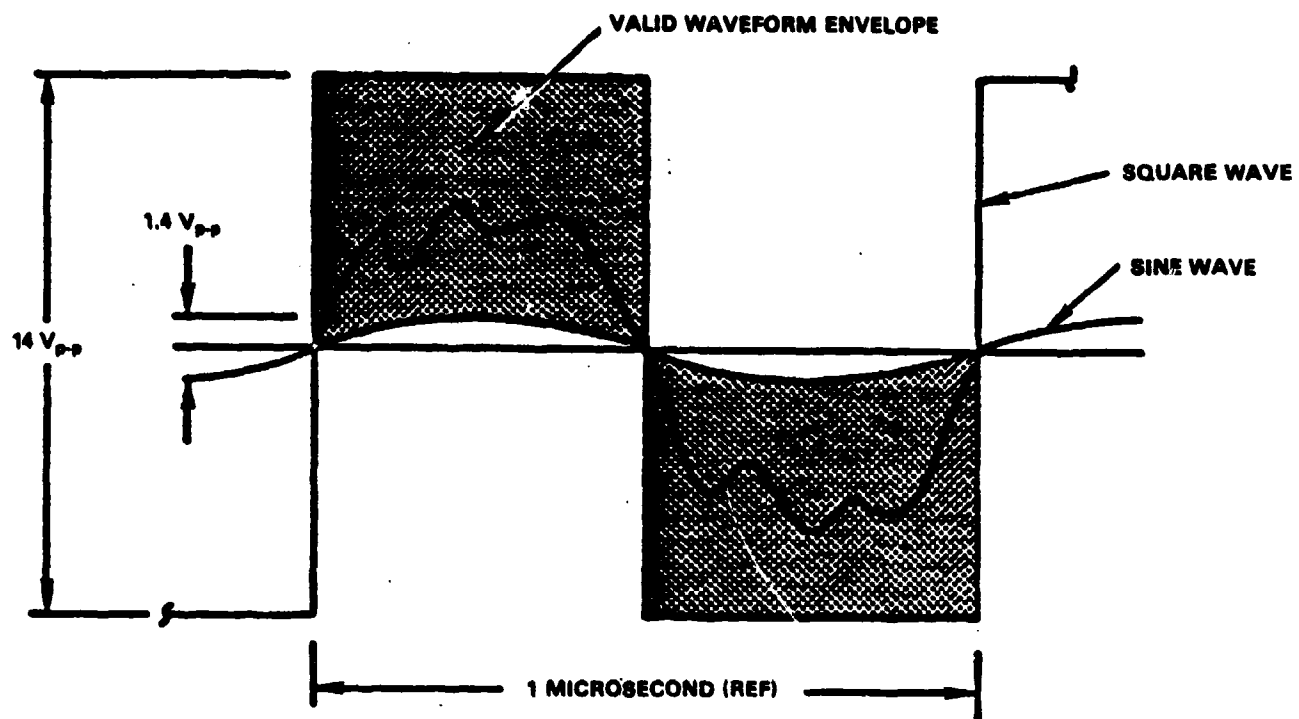 VALID WAVEFORM ENVELOPE
SQUARE WAVE
1.4 Vp-p
SINE WAVE
14 Vp-p
1 MICROSECOND (REF)